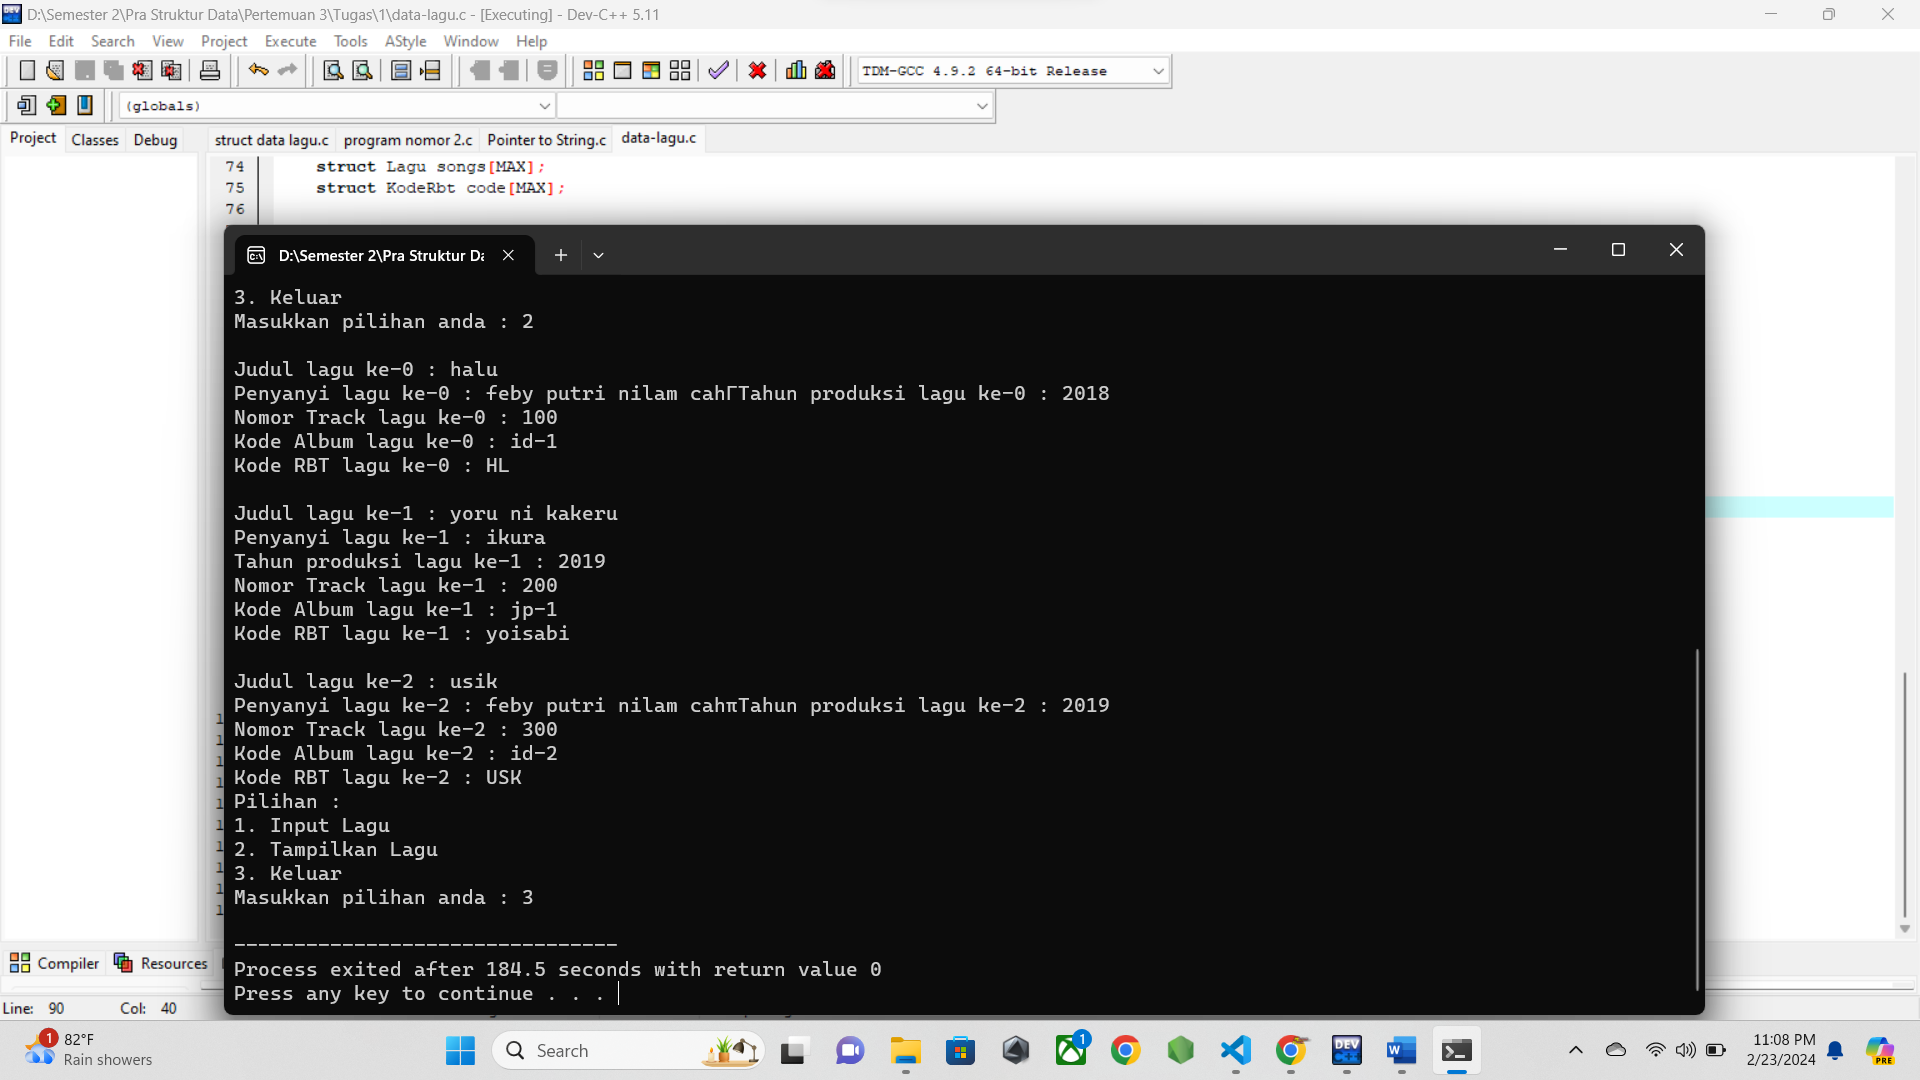 D:\Semester 2\Pra Struktur Data\Pertemuan 3\Tugas\1\data-lagu.c - [Executing] - Dev-C++ 5.11
File Edit Search View Project Execute Tools AStyle Window Help
TDM-GCC 4.9.2 64-bit Release
(globals)
Project Classes Debug struct data lagu.c program nomor 2.c Pointer to String.c data-lagu.c
74 struct Lagu songs[MAX];
75 struct KodeRbt code[MAX];
76
D:\Semester 2\Pra Struktur Da
3. Keluar
Masukkan pilihan anda : 2
Judul lagu ke-0 : halu
Penyanyi lagu ke-0 : feby putri nilam cahΓTahun produksi lagu ke-0 : 2018
Nomor Track lagu ke-0 : 100
Kode Album lagu ke-0 : id-1
Kode RBT lagu ke-0 : HL
Judul lagu ke-1 : yoru ni kakeru
Penyanyi lagu ke-1 : ikura
Tahun produksi lagu ke-1 : 2019
Nomor Track lagu ke-1 : 200
Kode Album lagu ke-1 : jp-1
Kode RBT lagu ke-1 : yoisabi
Judul lagu ke-2 : usik
Penyanyi lagu ke-2 : feby putri nilam cahπTahun produksi lagu ke-2 : 2019
Nomor Track lagu ke-2 : 300
Kode Album lagu ke-2 : id-2
Kode RBT lagu ke-2 : USK
Pilihan :
1. Input Lagu
2. Tampilkan Lagu
3. Keluar
Masukkan pilihan anda : 3
--------------------------------
Process exited after 184.5 seconds with return value 0
Press any key to continue . . .
Compiler Resources
Line: 90 Col: 40
1 82°F
Rain showers
Search
1
DEV C++
11:08 PM
2/23/2024
PRE